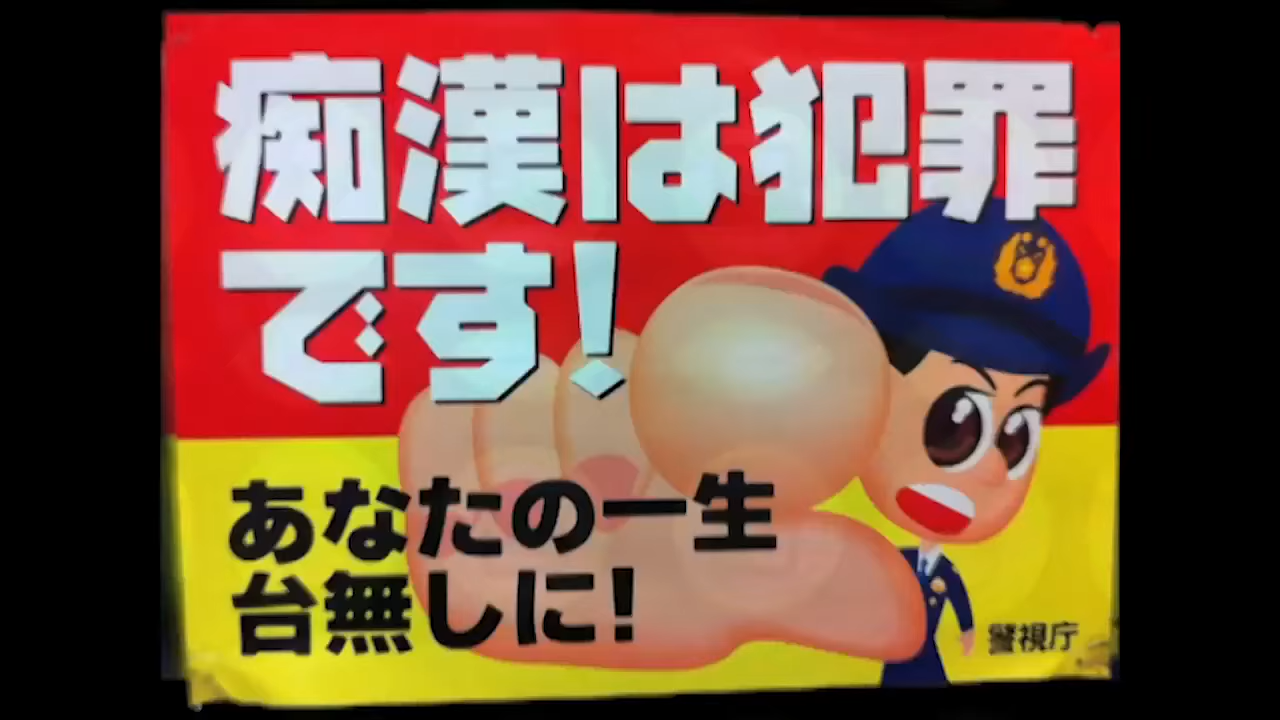 痴漢は犯罪
です!
あなたの一生
台無しに!
警視庁